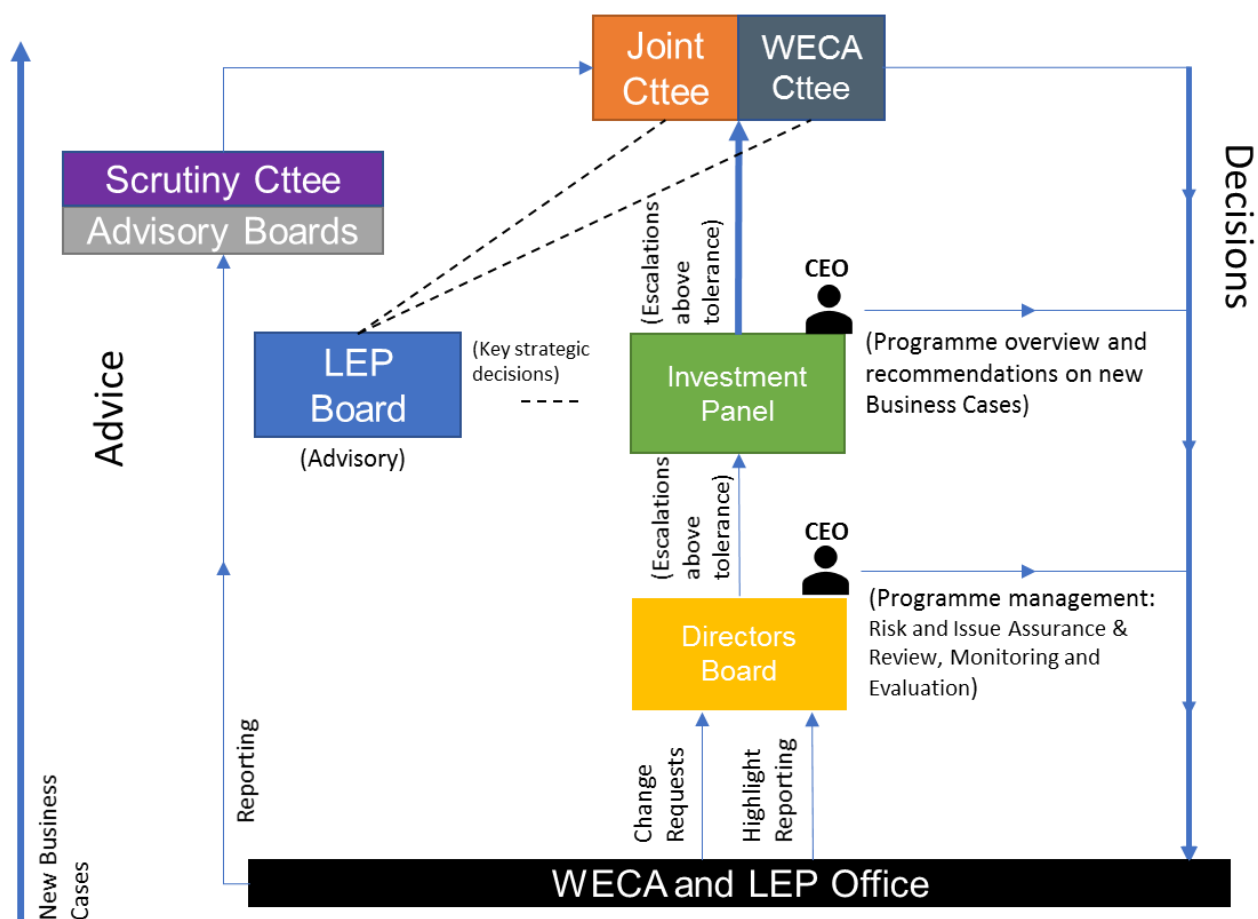 Joint
Cttee
WECA
Cttee
Scrutiny Cttee
Advisory Boards
Decisions
(Escalations
above
tolerance)
CEO
LEP
Board
(Advisory)
(Key strategic
decisions)
Investment
Panel
(Programme overview and
recommendations on new
Business Cases)
Advice
(Escalations
above
tolerance)
CEO
Directors
Board
(Programme management:
Risk and Issue Assurance &
Review, Monitoring and
Evaluation)
Reporting
Change
Requests
Highlight
Reporting
New Business
Cases
WECA and LEP Office